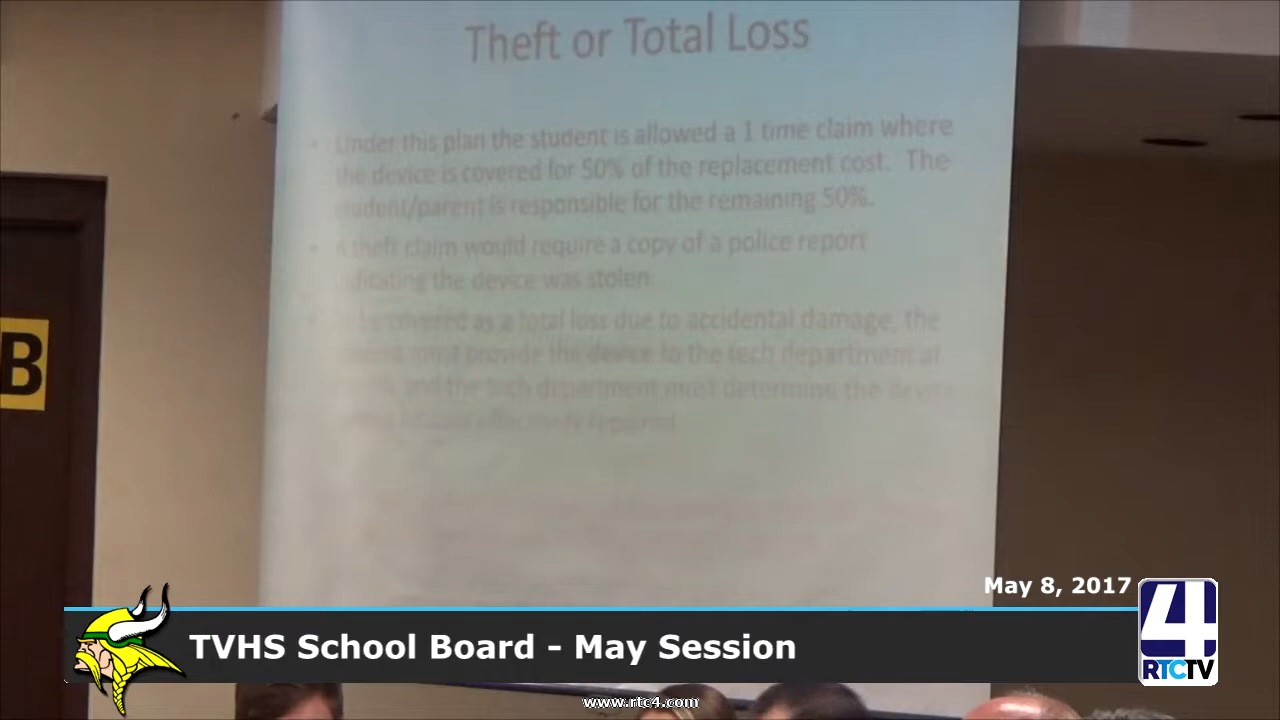 Theft or Total Loss
• Under this plan the student is allowed a 1 time claim where
the device is covered for 50% of the replacement cost. The
student/parent is responsible for the remaining 50%.
• A theft claim would require a copy of a police report
indicating the device was stolen
covered as a total loss due to accidental damage, the
must provide the device to the tech department at
and the tech department must determine the device
effectively repaired
B
May 8, 2017
TVHS School Board - May Session
4
RTCTV
www.rtc4.com